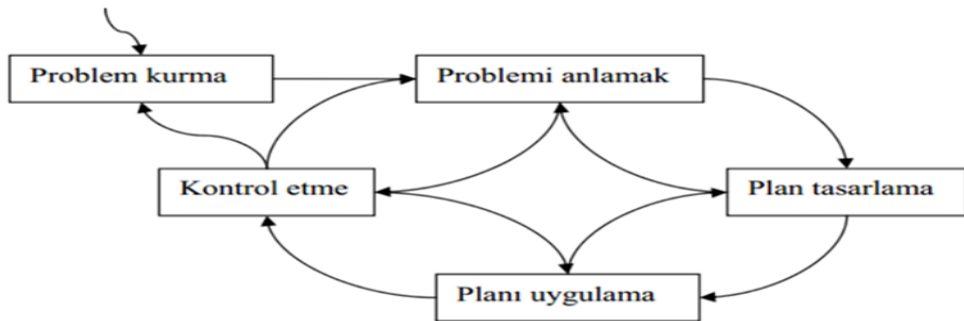 Problem kurma
Problemi anlamak
Kontrol etme
Plan tasarlama
Planı uygulama